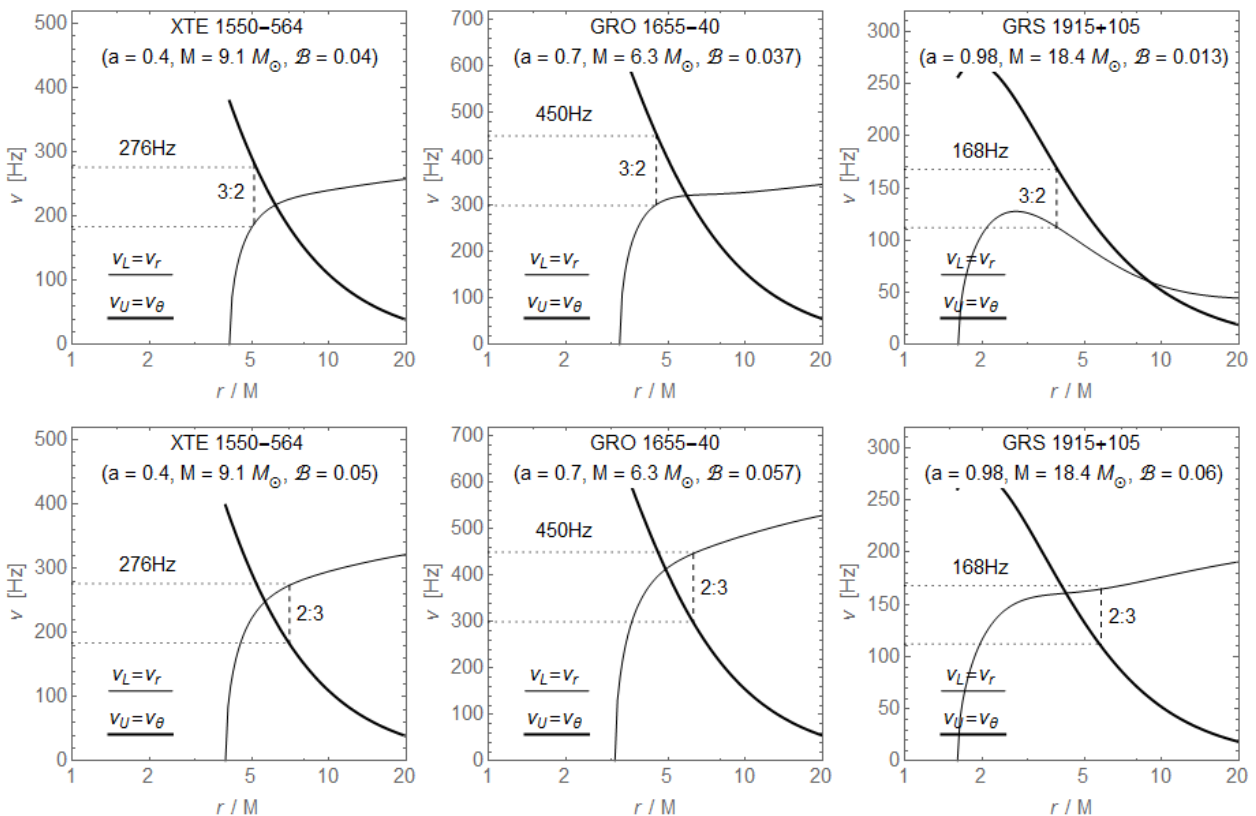 XTE 1550−564
(a = 0.4, M = 9.1 M☉, ℬ = 0.04)
500
400
300
200
100
0
ν [Hz]
276Hz
3:2
νL=νr
νU=νθ
1
2
5
10
20
r / M
GRO 1655−40
(a = 0.7, M = 6.3 M☉, ℬ = 0.037)
700
600
500
400
300
200
100
0
ν [Hz]
450Hz
3:2
νL=νr
νU=νθ
1
2
5
10
20
r / M
GRS 1915+105
(a = 0.98, M = 18.4 M☉, ℬ = 0.013)
300
250
200
150
100
50
0
ν [Hz]
168Hz
3:2
νL=νr
νU=νθ
1
2
5
10
20
r / M
XTE 1550−564
(a = 0.4, M = 9.1 M☉, ℬ = 0.05)
500
400
300
200
100
0
ν [Hz]
276Hz
2:3
νL=νr
νU=νθ
1
2
5
10
20
r / M
GRO 1655−40
(a = 0.7, M = 6.3 M☉, ℬ = 0.057)
700
600
500
400
300
200
100
0
ν [Hz]
450Hz
2:3
νL=νr
νU=νθ
1
2
5
10
20
r / M
GRS 1915+105
(a = 0.98, M = 18.4 M☉, ℬ = 0.06)
300
250
200
150
100
50
0
ν [Hz]
168Hz
2:3
νL=νr
νU=νθ
1
2
5
10
20
r / M